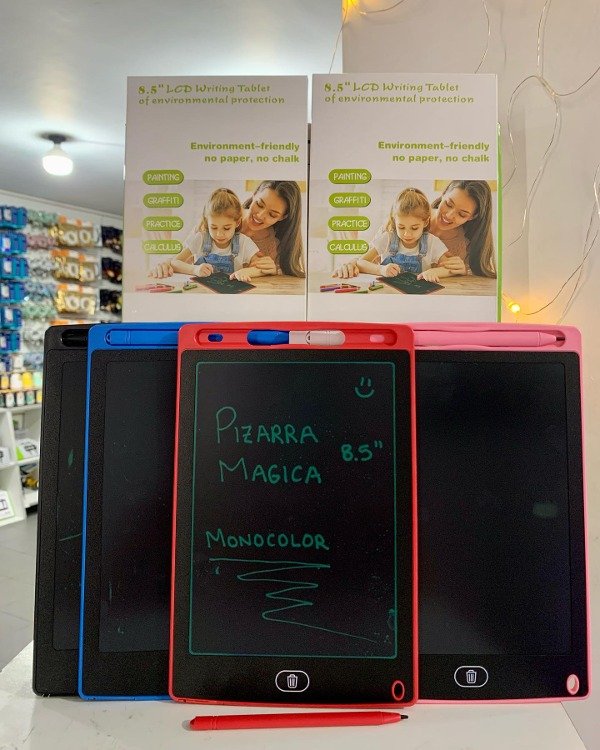 8.5" LCD Writing Tablet
of environmental protection
Environment-friendly
no paper, no chalk
PAINTING
GRAFFITI
PRACTICE
CALCULUS
8.5" LCD Writing Tablet
of environmental protection
Environment-friendly
no paper, no chalk
PAINTING
GRAFFITI
PRACTICE
CALCULUS
PIZARRA
MAGICA 8.5"
MONOCOLOR